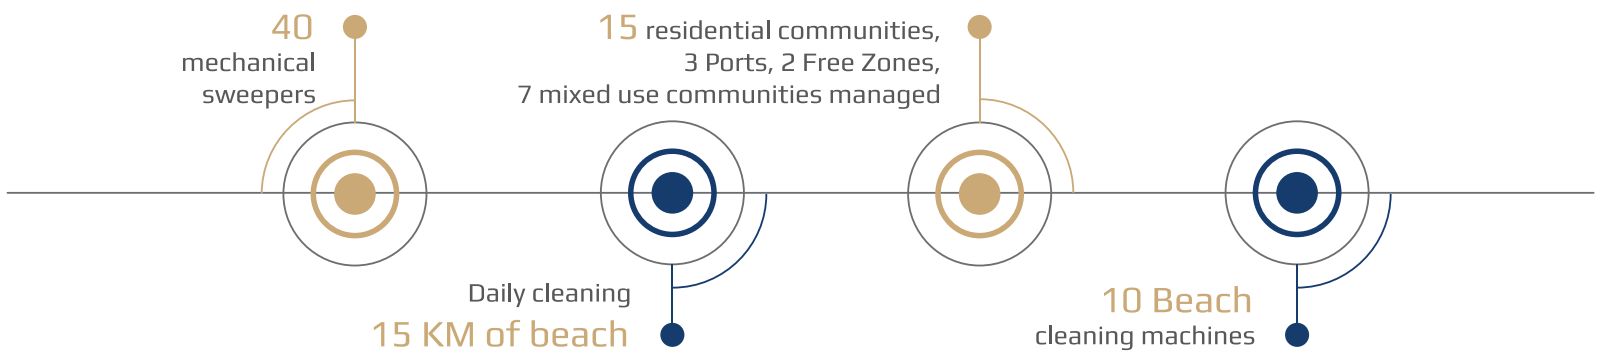 40
mechanical
sweepers
Daily cleaning
15 KM of beach
15 residential communities,
3 Ports, 2 Free Zones,
7 mixed use communities managed
10 Beach
cleaning machines